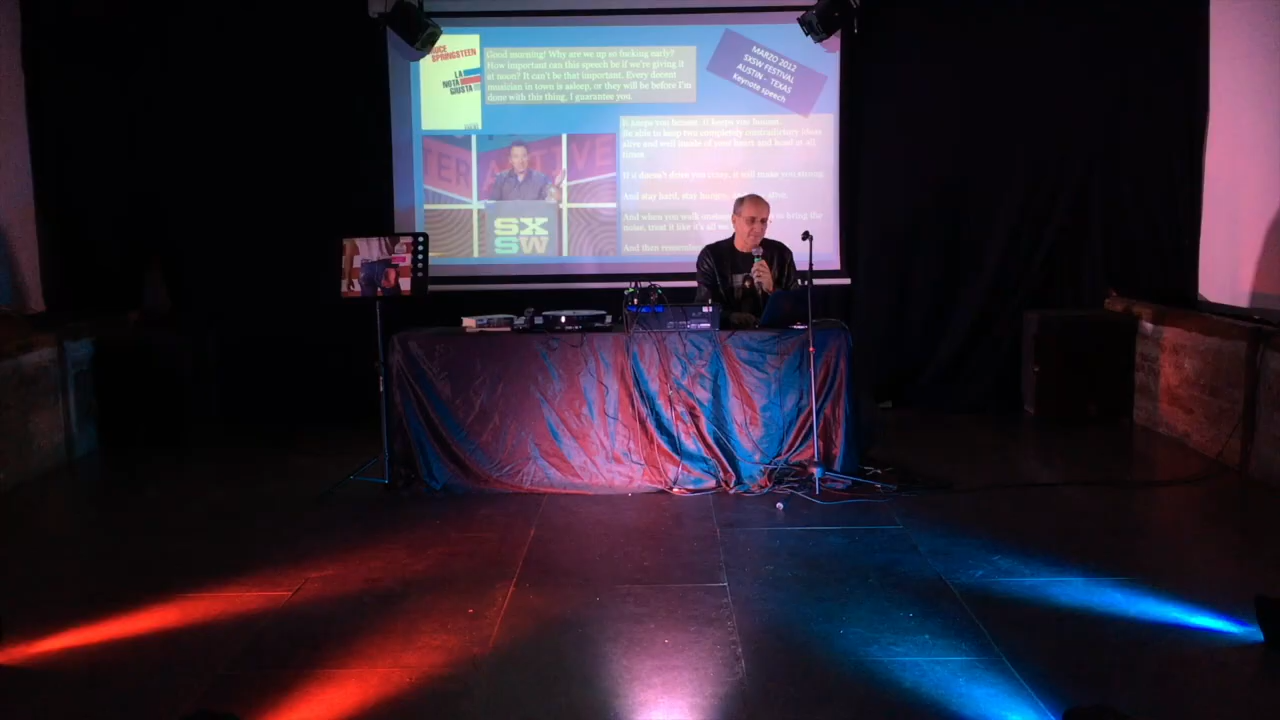 UCE
SPRINGSTEEN
LA
NOTA
GIUSTA
Good morning! Why are we up so fucking early?
How important can this speech be if we're giving it
at noon? It can't be that important. Every decent
musician in town is asleep, or they will be before I'm
done with this thing, I guarantee you.
MARZO 2012
SXSW FESTIVAL
AUSTIN - TEXAS
Keynote speech
It keeps you honest. It keeps you honest.
Be able to keep two completely contradictory ideas
alive and well inside of your heart and head at all
times.
If it doesn't drive you crazy, it will make you strong.
And stay hard, stay hungry,
And when you walk onstage to bring the
noise, treat it like it's all we
And then remember
TERACTIVE
SX
SW